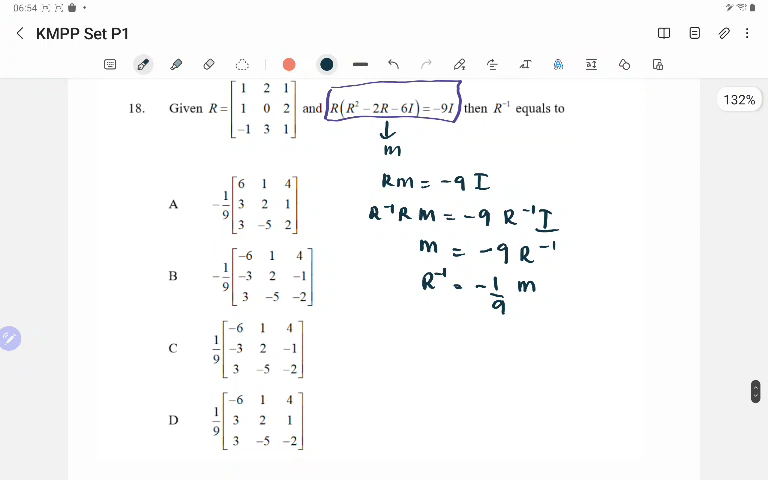 06:54
KMPP Set P1
132%
18. Given R = [1 2 1; 1 0 2; −1 3 1] and R(R² − 2R − 6I) = −9I then R⁻¹ equals to
↓
m
Rm = −9 I
R⁻¹R m = −9 R⁻¹I
m = −9 R⁻¹
R⁻¹ = −1/9 m
A −1/9 [6 1 4; 3 2 1; 3 −5 2]
B −1/9 [−6 1 4; −3 2 −1; 3 −5 −2]
C 1/9 [−6 1 4; −3 2 −1; 3 −5 −2]
D 1/9 [−6 1 4; 3 2 1; 3 −5 −2]